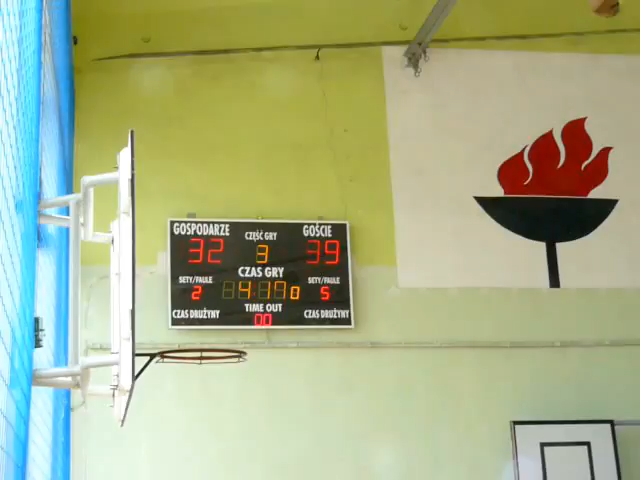 GOSPODARZE CZĘŚĆ GRY GOŚCIE
32 3 39
CZAS GRY
SETY/FAULE SETY/FAULE
2 4:17 0 5
TIME OUT
CZAS DRUŻYNY 00 CZAS DRUŻYNY